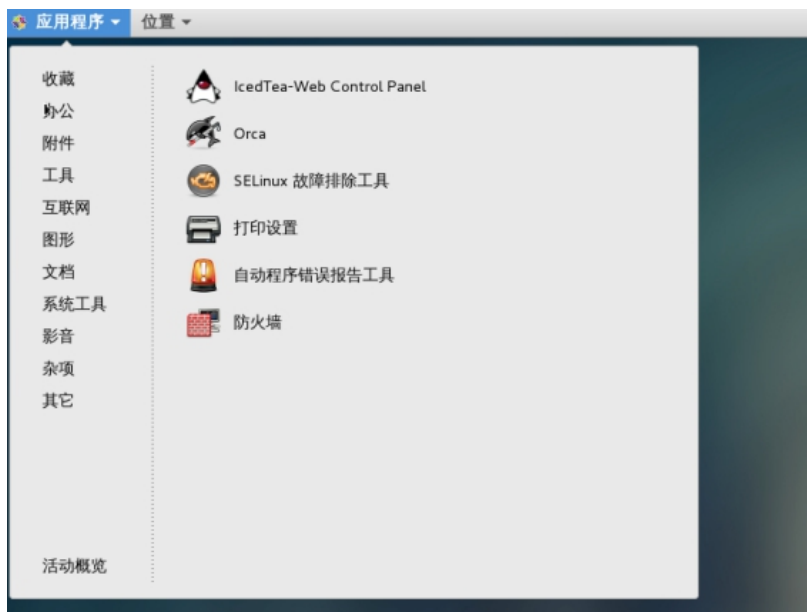 应用程序 位置
收藏
办公
附件
工具
互联网
图形
文档
系统工具
影音
杂项
其它
活动概览
IcedTea-Web Control Panel
Orca
SELinux 故障排除工具
打印设置
自动程序错误报告工具
防火墙